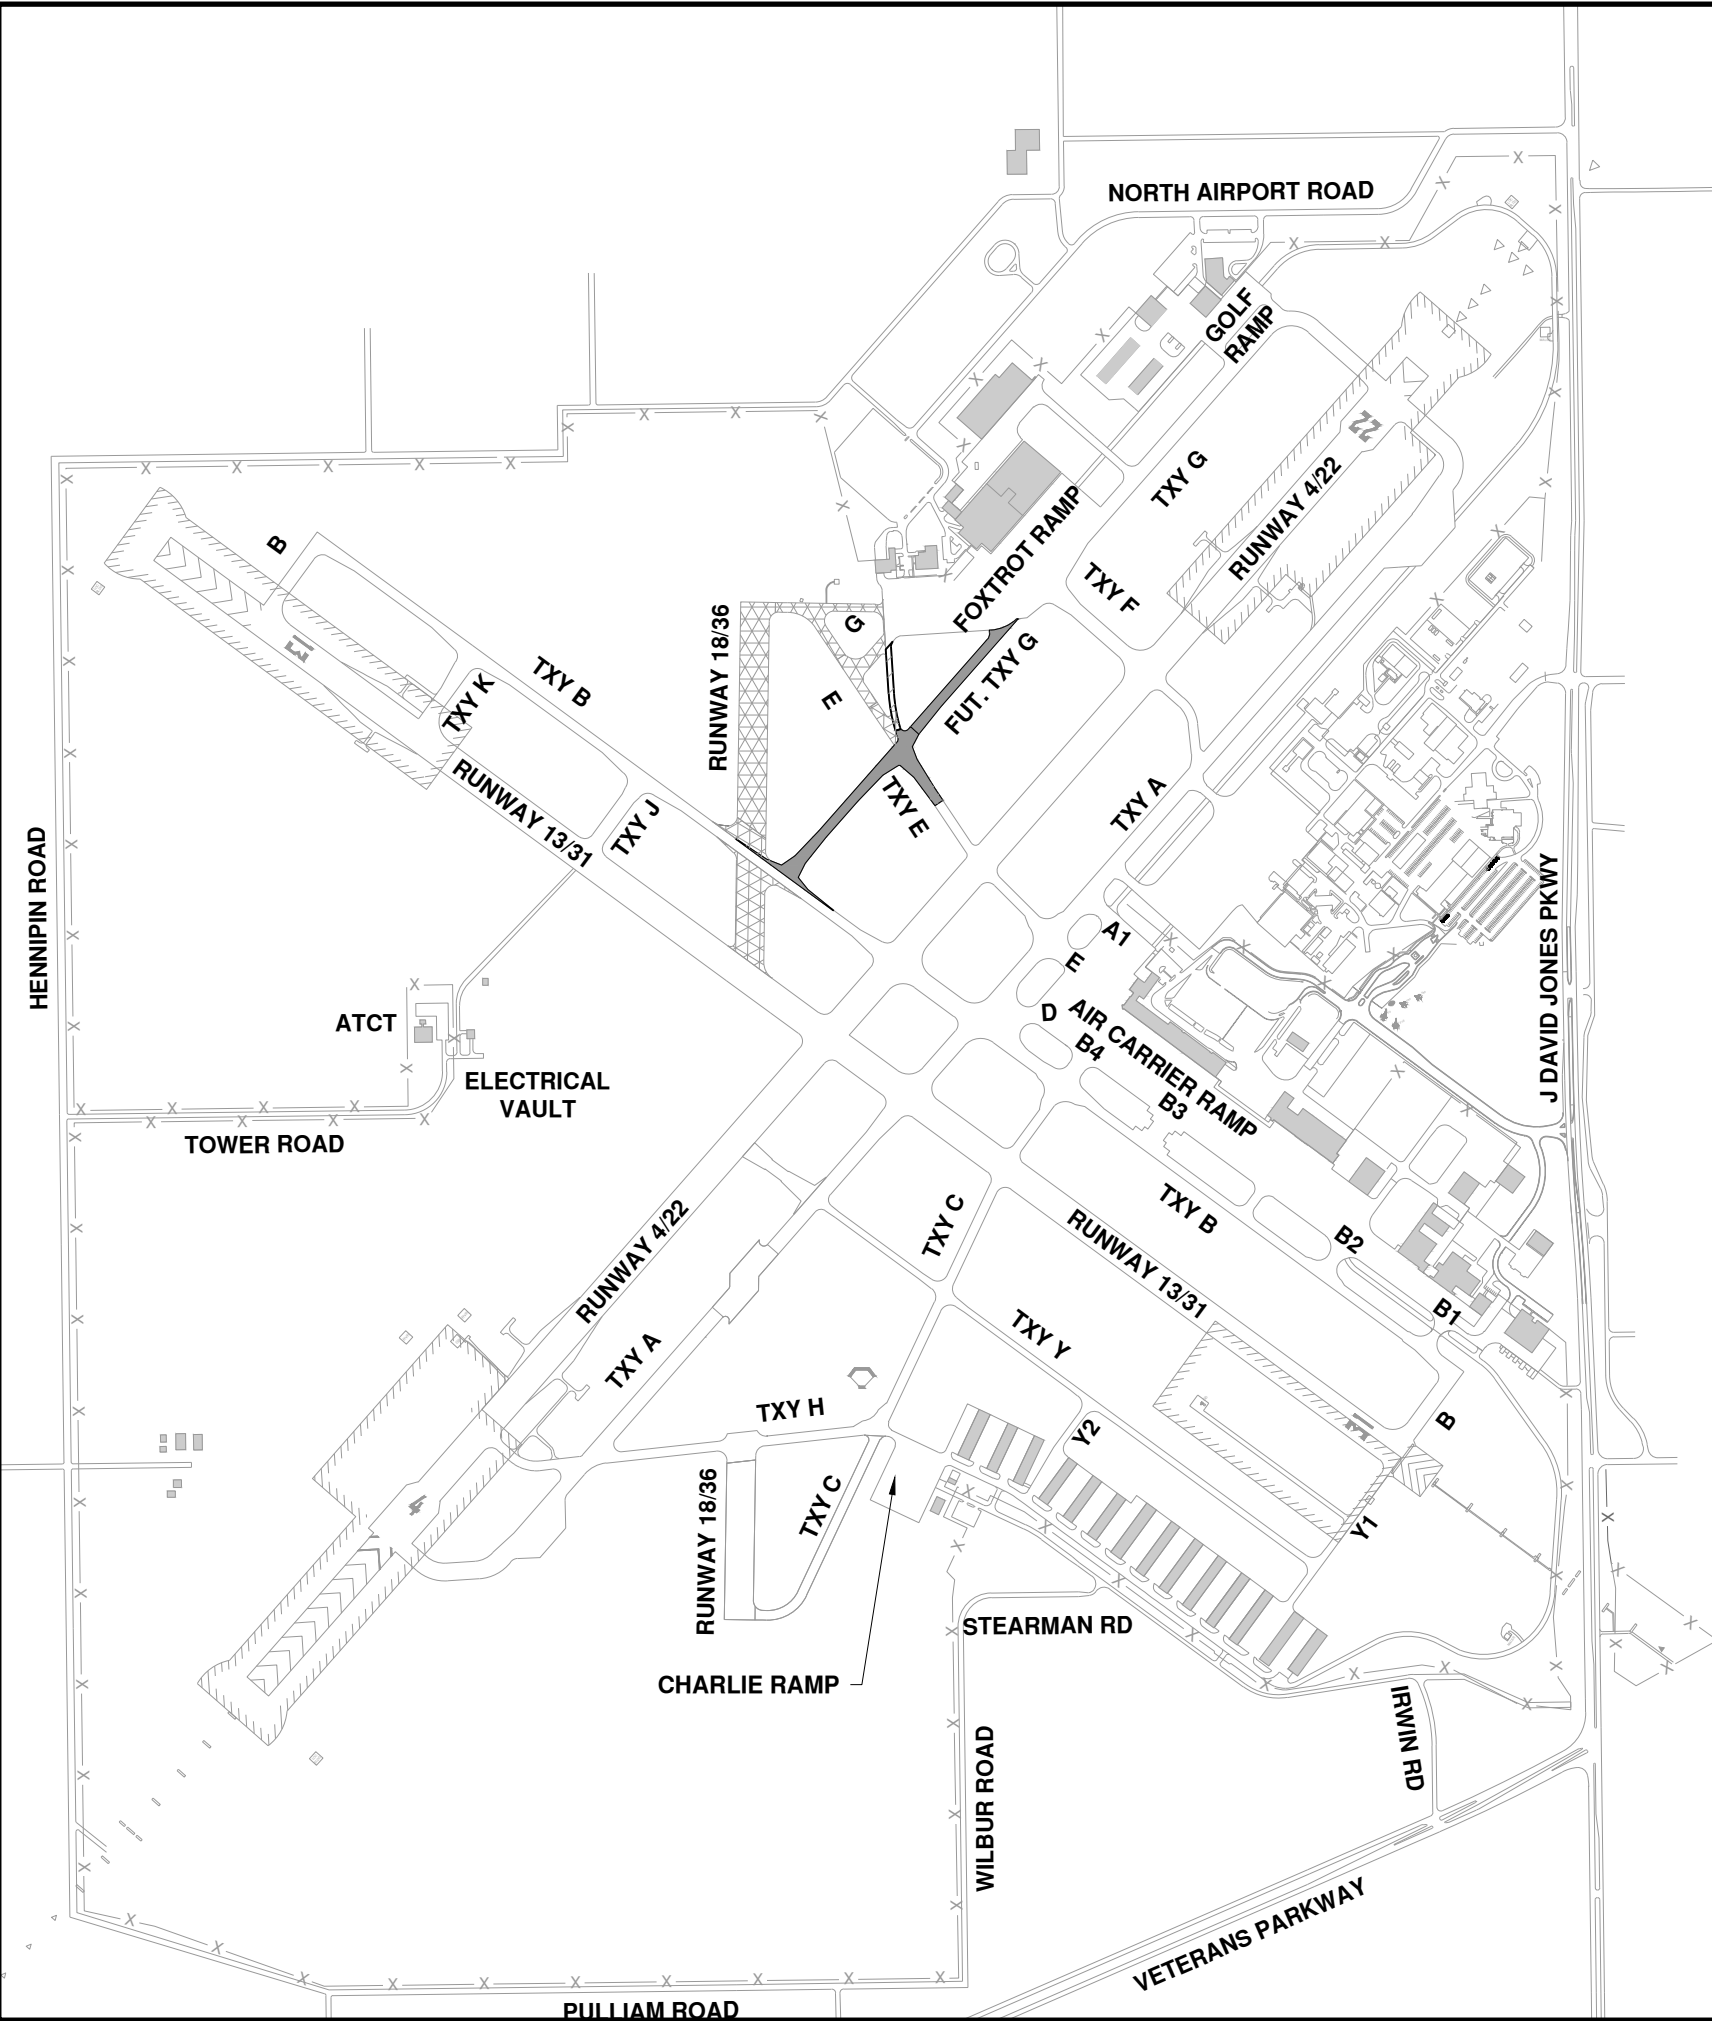 NORTH AIRPORT ROAD
GOLF
RAMP
22
TXY G
RUNWAY 4/22
FOXTROT RAMP
TXY F
B
RUNWAY 18/36
G
E
FUT. TXY G
13
TXY B
TXY K
RUNWAY 13/31
TXY J
TXY E
TXY A
HENNIPIN ROAD
J DAVID JONES PKWY
A1
E
D
B4
AIR CARRIER RAMP
B3
ATCT
ELECTRICAL
VAULT
TOWER ROAD
TXY C
TXY B
RUNWAY 4/22
RUNWAY 13/31
B2
B1
TXY A
TXY Y
TXY H
31
B
Y2
Y1
4
RUNWAY 18/36
TXY C
STEARMAN RD
CHARLIE RAMP
IRWIN RD
WILBUR ROAD
VETERANS PARKWAY
PULLIAM ROAD